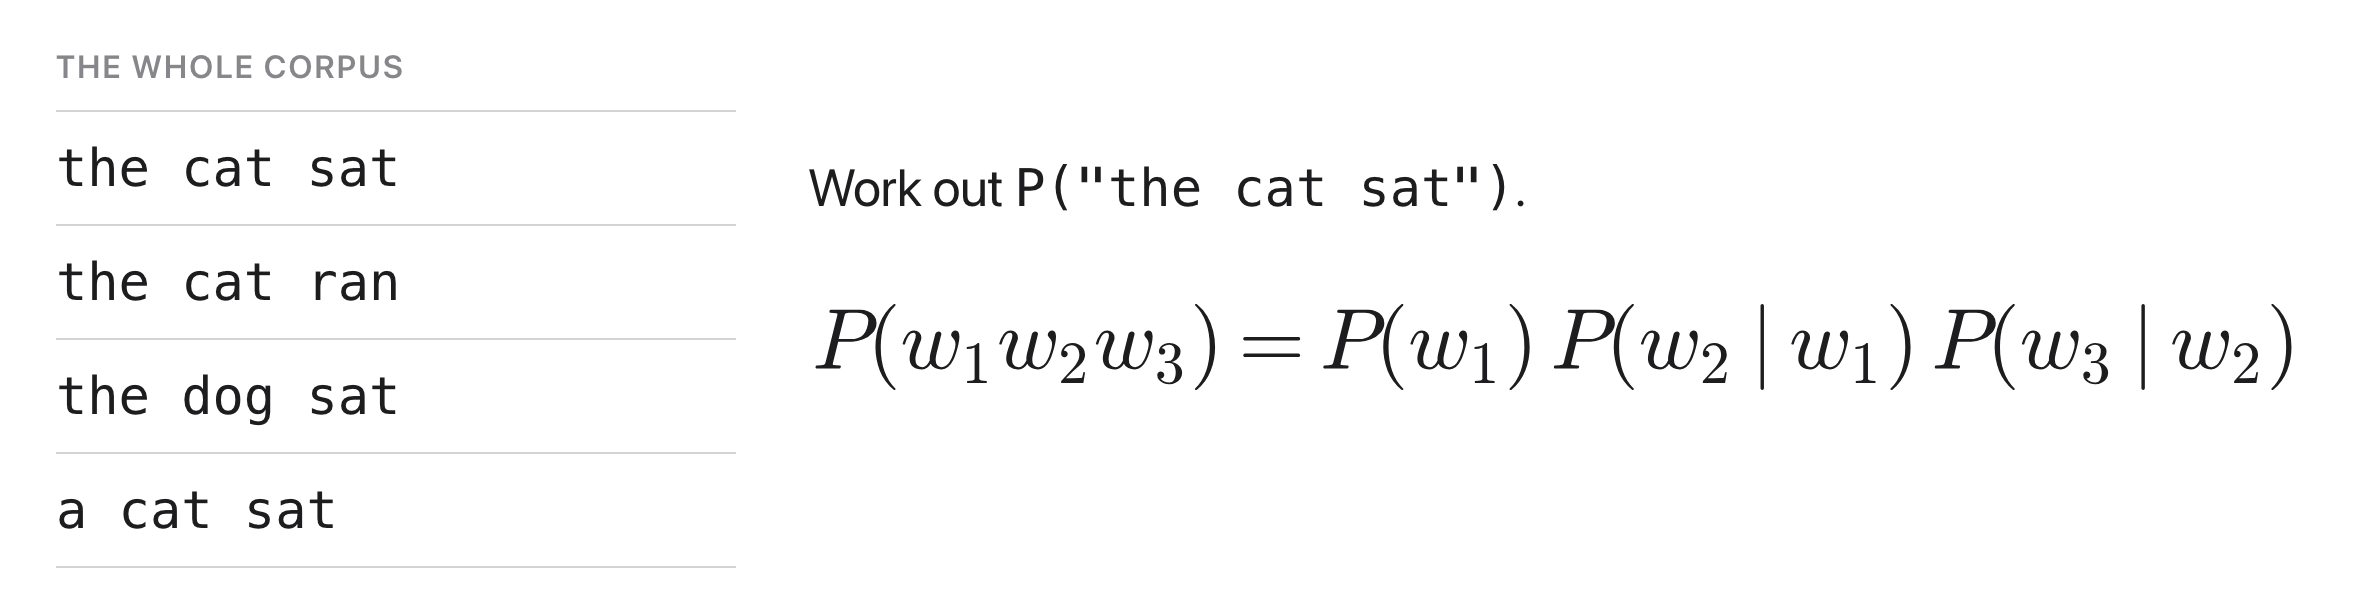 THE WHOLE CORPUS
the cat sat
the cat ran
the dog sat
a cat sat
Work out P("the cat sat").
P(w₁w₂w₃) = P(w₁) P(w₂ | w₁) P(w₃ | w₂)